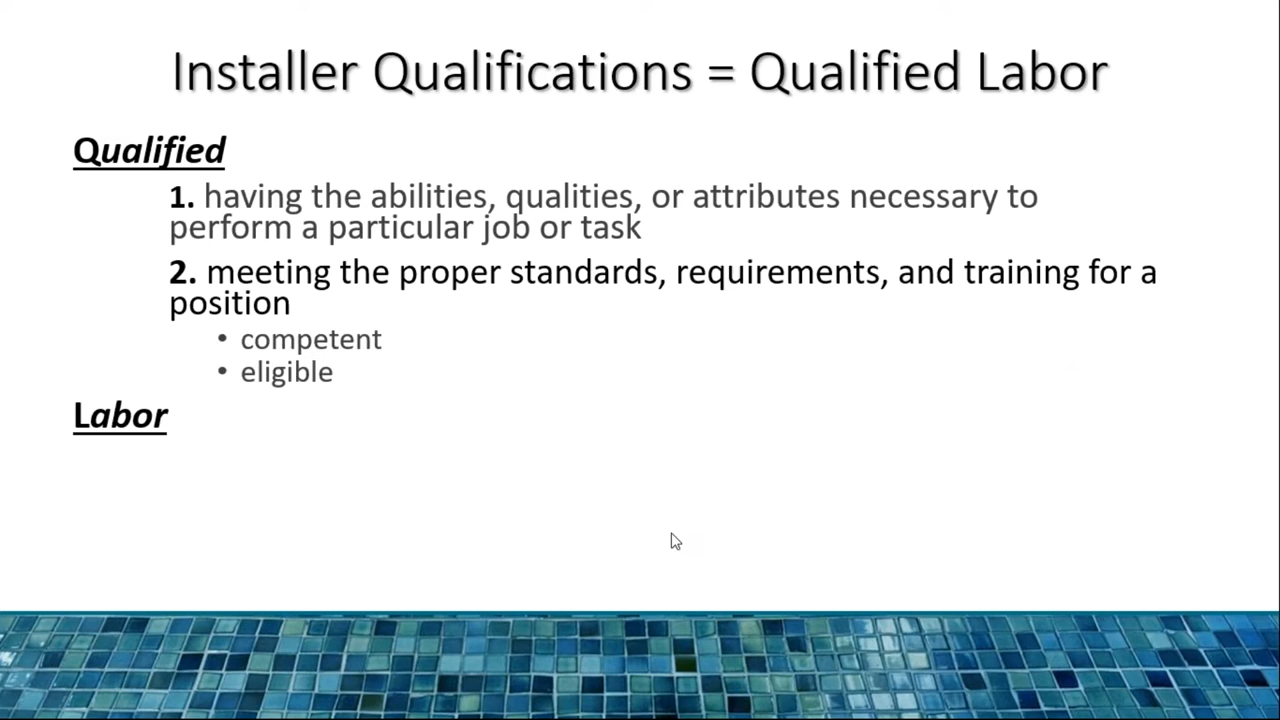 Installer Qualifications = Qualified Labor
Qualified
1. having the abilities, qualities, or attributes necessary to
perform a particular job or task
2. meeting the proper standards, requirements, and training for a
position
• competent
• eligible
Labor